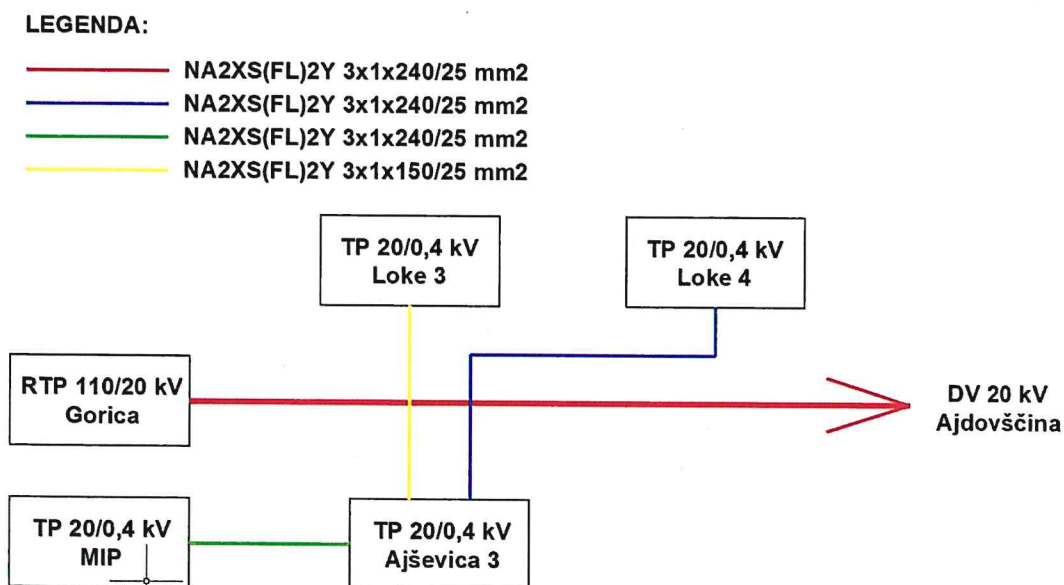 LEGENDA:
NA2XS(FL)2Y 3x1x240/25 mm2
NA2XS(FL)2Y 3x1x240/25 mm2
NA2XS(FL)2Y 3x1x240/25 mm2
NA2XS(FL)2Y 3x1x150/25 mm2
TP 20/0,4 kV
Loke 3
TP 20/0,4 kV
Loke 4
RTP 110/20 kV
Gorica
DV 20 kV
Ajdovščina
TP 20/0,4 kV
MIP
TP 20/0,4 kV
Ajševica 3